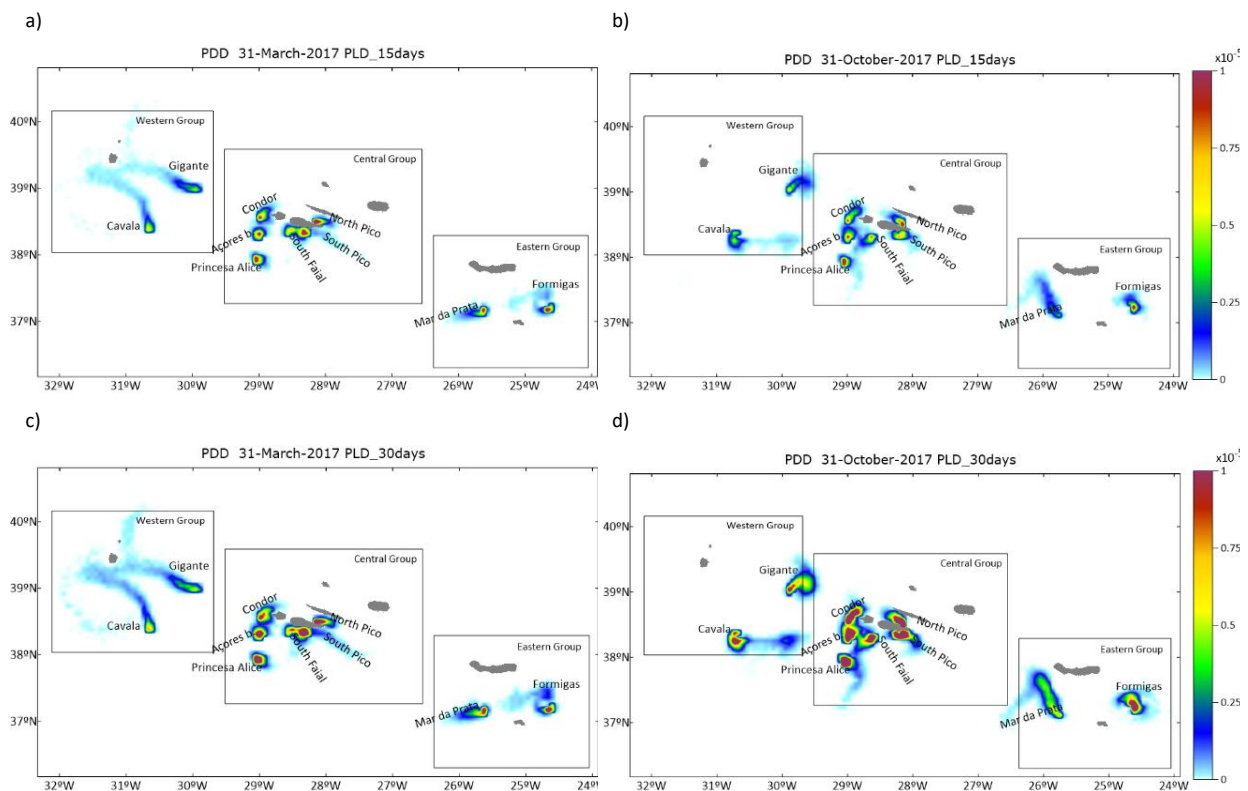 a)
PDD 31-March-2017 PLD_15days
40ºN
39ºN
38ºN
37ºN
32ºW 31ºW 30ºW 29ºW 28ºW 27ºW 26ºW 25ºW 24ºW
Western Group
Gigante
Cavala
Central Group
Condor
Açores b
Princesa Alice
North Pico
South Pico
South Faial
Eastern Group
Formigas
Mar da Prata
b)
PDD 31-October-2017 PLD_15days
40ºN
39ºN
38ºN
37ºN
32ºW 31ºW 30ºW 29ºW 28ºW 27ºW 26ºW 25ºW 24ºW
Western Group
Gigante
Cavala
Central Group
Condor
Açores b
Princesa Alice
North Pico
South Pico
South Faial
Eastern Group
Formigas
Mar da Prata
x10⁻⁵
1
0.75
0.5
0.25
0
c)
PDD 31-March-2017 PLD_30days
40ºN
39ºN
38ºN
37ºN
32ºW 31ºW 30ºW 29ºW 28ºW 27ºW 26ºW 25ºW 24ºW
Western Group
Gigante
Cavala
Central Group
Condor
Açores b
Princesa Alice
North Pico
South Pico
South Faial
Eastern Group
Formigas
Mar da Prata
d)
PDD 31-October-2017 PLD_30days
40ºN
39ºN
38ºN
37ºN
32ºW 31ºW 30ºW 29ºW 28ºW 27ºW 26ºW 25ºW 24ºW
Western Group
Gigante
Cavala
Central Group
Condor
Açores b
Princesa Alice
North Pico
South Pico
South Faial
Eastern Group
Formigas
Mar da Prata
x10⁻⁵
1
0.75
0.5
0.25
0